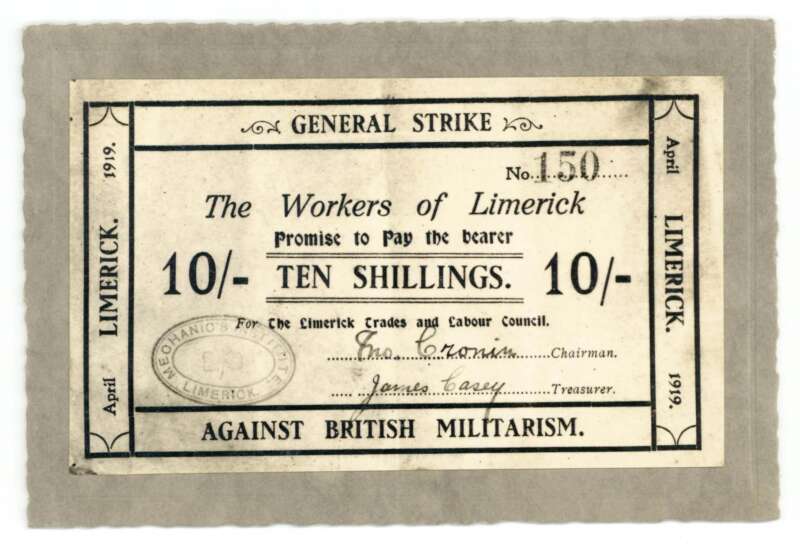 GENERAL STRIKE
No. 150
The Workers of Limerick
Promise to Pay the bearer
10/- TEN SHILLINGS. 10/-
For The Limerick Trades and Labour Council.
Jno. Cronin Chairman.
James Casey Treasurer.
AGAINST BRITISH MILITARISM.
April LIMERICK. 1919.
April LIMERICK. 1919.
MECHANIC'S INSTITUTE
LIMERICK.